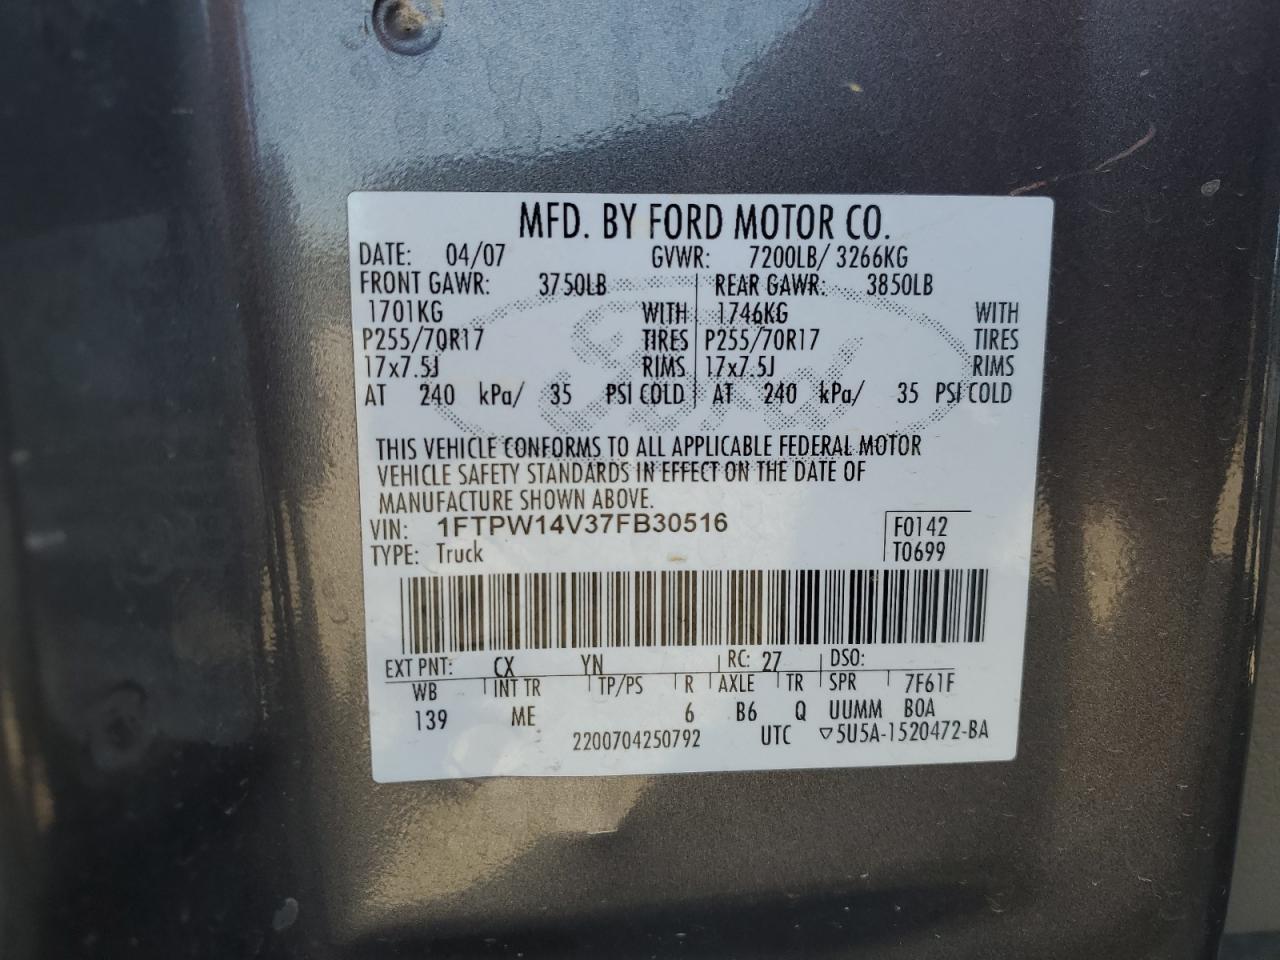 MFD. BY FORD MOTOR CO.
DATE: 04/07 GVWR: 7200LB/ 3266KG
FRONT GAWR: 3750LB REAR GAWR: 3850LB
1701KG WITH 1746KG WITH
P255/70R17 TIRES P255/70R17 TIRES
17x7.5J RIMS 17x7.5J RIMS
AT 240 kPa/ 35 PSI COLD AT 240 kPa/ 35 PSI COLD
THIS VEHICLE CONFORMS TO ALL APPLICABLE FEDERAL MOTOR
VEHICLE SAFETY STANDARDS IN EFFECT ON THE DATE OF
MANUFACTURE SHOWN ABOVE.
VIN: 1FTPW14V37FB30516 F0142
TYPE: Truck T0699
EXT PNT: CX YN RC: 27 DSO:
WB INT TR TP/PS R AXLE TR SPR 7F61F
139 ME 6 B6 Q UUMM BOA
2200704250792 UTC ▽5U5A-1520472-BA